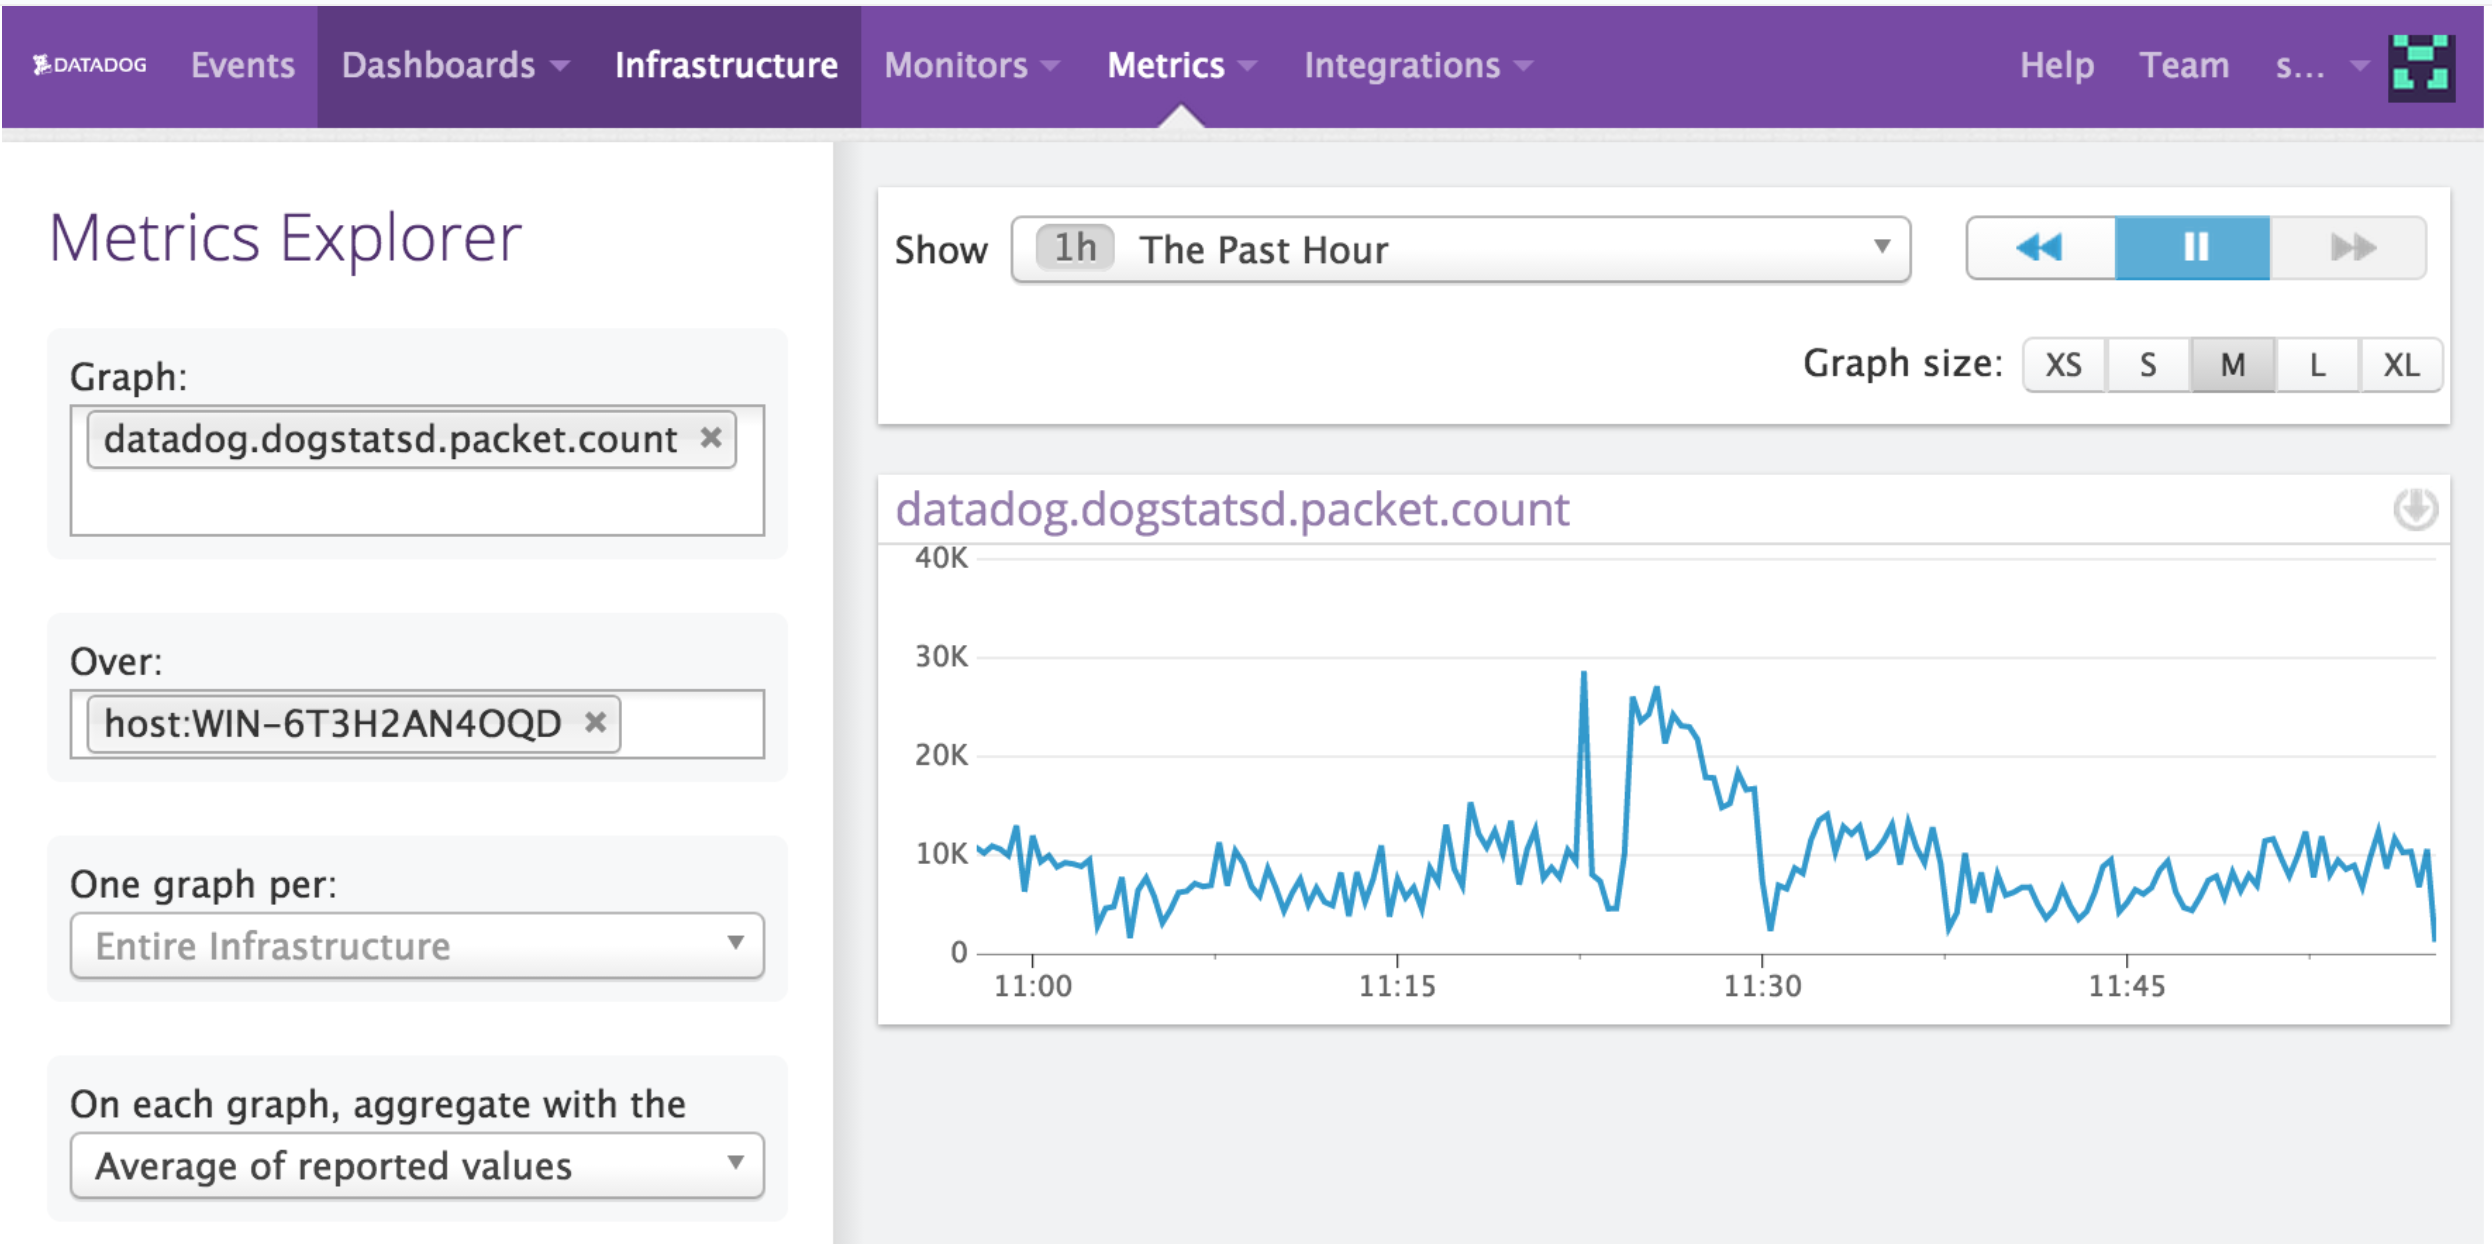 DATADOG Events Dashboards Infrastructure Monitors Metrics Integrations Help Team s...
Metrics Explorer
Graph:
datadog.dogstatsd.packet.count ×
Over:
host:WIN-6T3H2AN4OQD ×
One graph per:
Entire Infrastructure
On each graph, aggregate with the
Average of reported values
Show 1h The Past Hour
Graph size: XS S M L XL
datadog.dogstatsd.packet.count
40K
30K
20K
10K
0
11:00 11:15 11:30 11:45